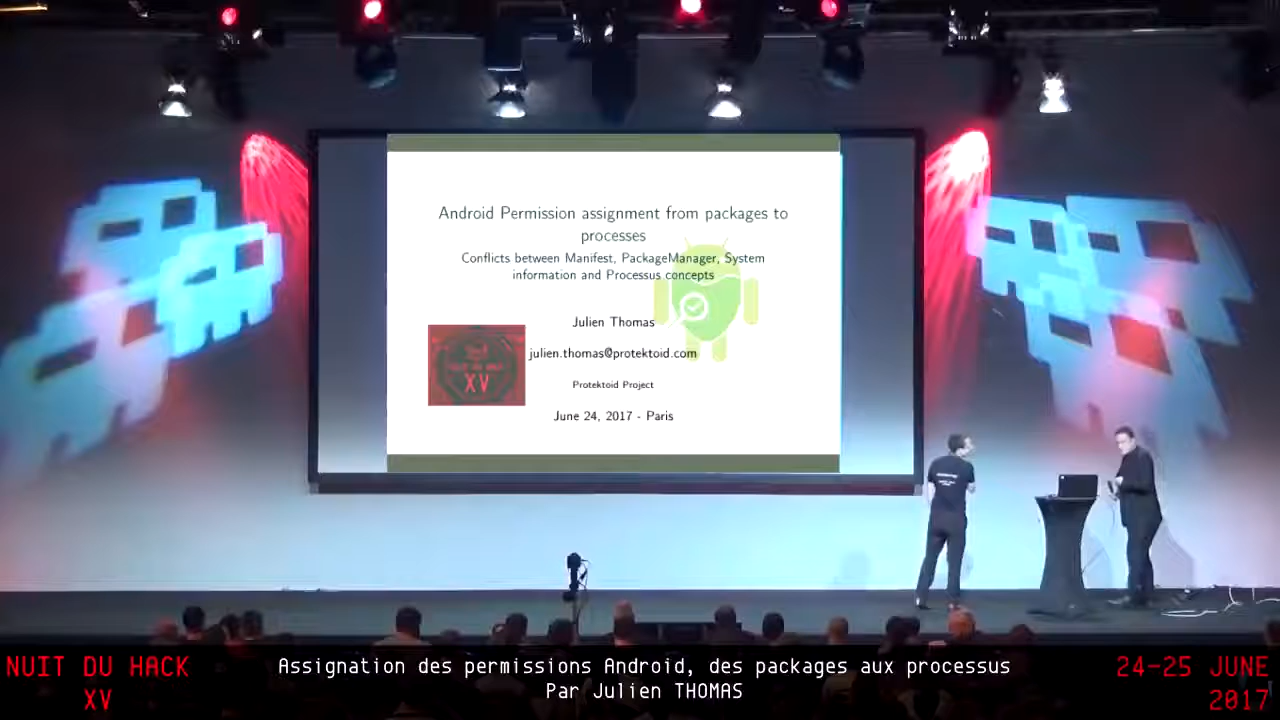 Android Permission assignment from packages to
processes
Conflicts between Manifest, PackageManager, System
information and Processus concepts
Julien Thomas
XV
julien.thomas@protektoid.com
Protektoid Project
June 24, 2017 - Paris
NUIT DU HACK
XV
Assignation des permissions Android, des packages aux processus
Par Julien THOMAS
24-25 JUNE
2017